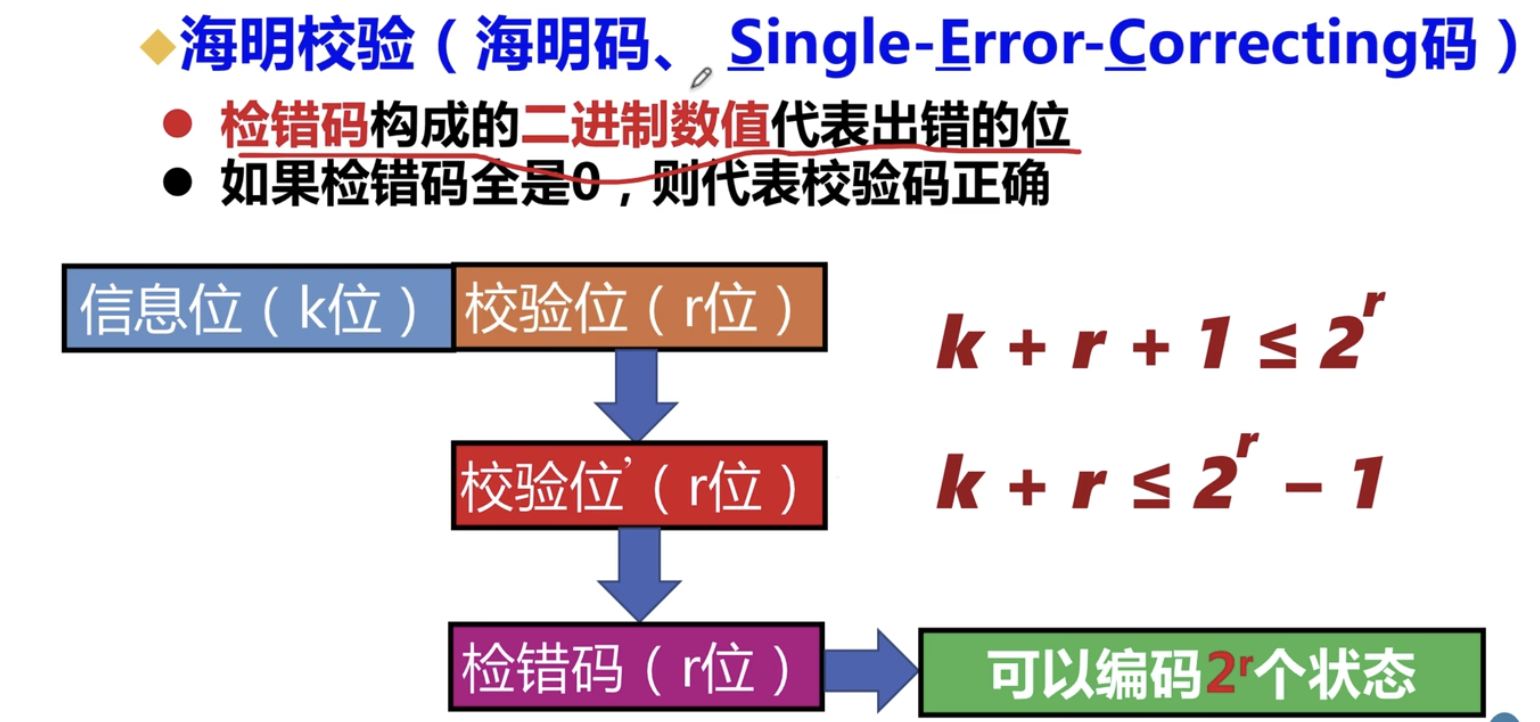 海明校验（海明码、Single-Error-Correcting码）
检错码构成的二进制数值代表出错的位
如果检错码全是0，则代表校验码正确
信息位（k位） 校验位（r位）
k + r + 1 ≤ 2^r
校验位’（r位）
k + r ≤ 2^r – 1
检错码（r位）
可以编码2^r个状态